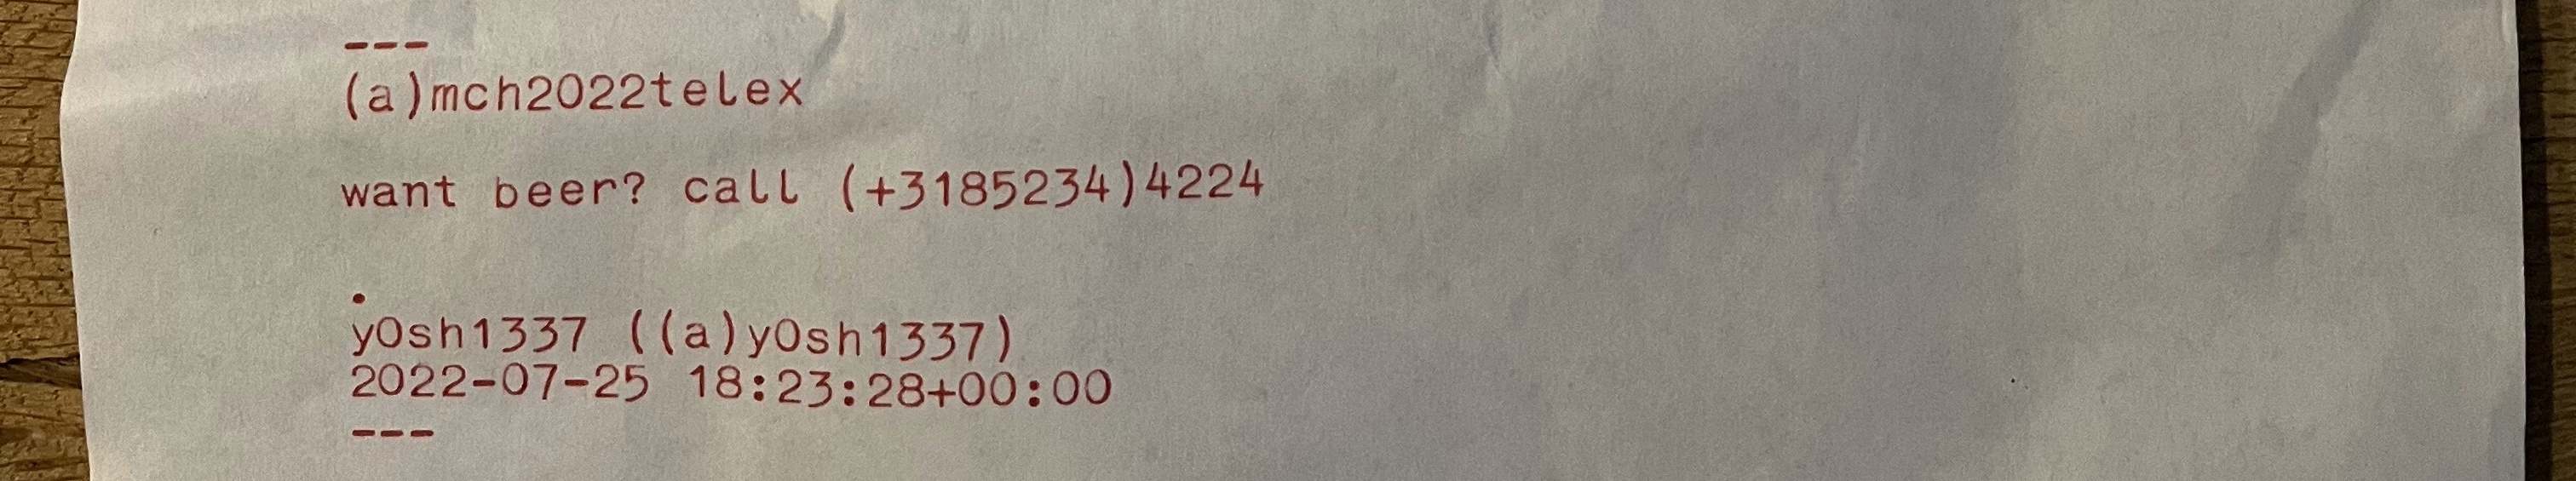 ---
(a)mch2022telex
want beer? call (+3185234)4224
.
y0sh1337 ((a)y0sh1337)
2022-07-25 18:23:28+00:00
---